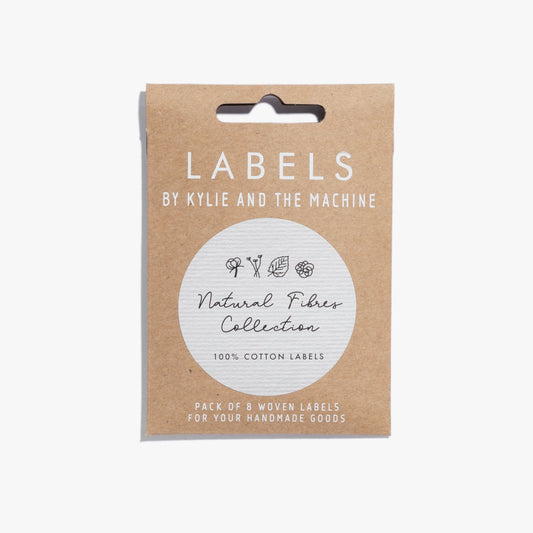 LABELS
BY KYLIE AND THE MACHINE
Natural Fibres
Collection
100% COTTON LABELS
PACK OF 8 WOVEN LABELS
FOR YOUR HANDMADE GOODS